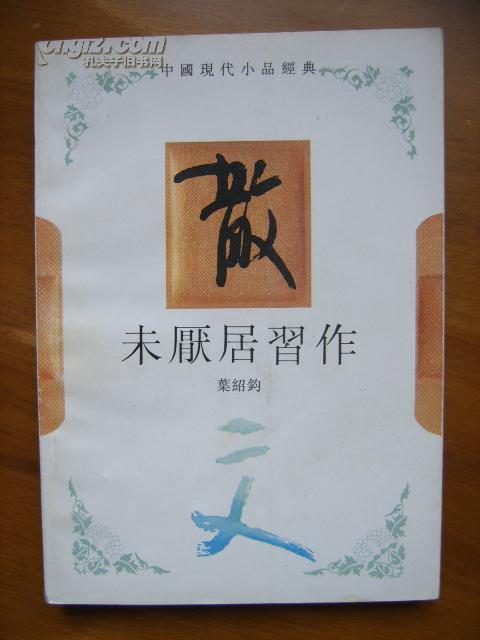 kongfz.com
孔夫子旧书网
中國現代小品經典
散
未厭居習作
葉紹鈞
文